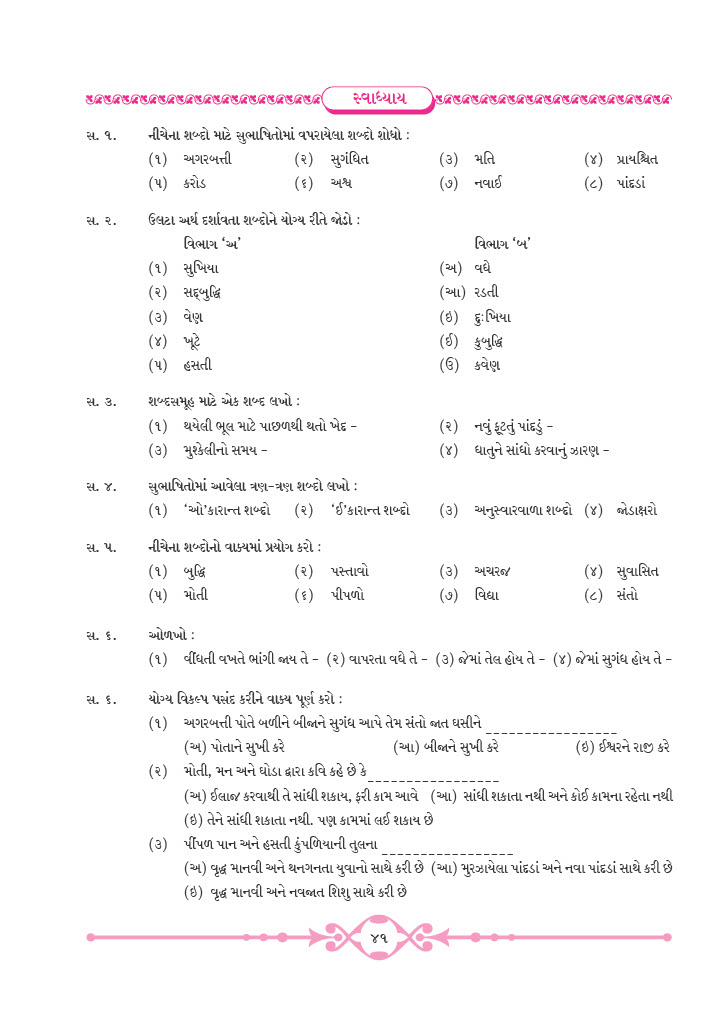 સ્વાધ્યાય
સ. ૧. નીચેના શબ્દો માટે સુભાષિતોમાં વપરાયેલા શબ્દો શોધો :
(૧) અગરબત્તી (૨) સુગંધિત (૩) મતિ (૪) પ્રાયશ્ચિત
(૫) કરોડ (૬) અશ્વ (૭) નવાઈ (૮) પાંદડાં
સ. ૨. ઉલટા અર્થ દર્શાવતા શબ્દોને યોગ્ય રીતે જોડો :
વિભાગ ‘અ’ વિભાગ ‘બ’
(૧) સુખિયા (અ) વધે
(૨) સદ્બુદ્ધિ (આ) રડતી
(૩) વેણ (ઇ) દુઃખિયા
(૪) ખૂટે (ઈ) કુબુદ્ધિ
(૫) હસતી (ઉ) કવેણ
સ. ૩. શબ્દસમૂહ માટે એક શબ્દ લખો :
(૧) થયેલી ભૂલ માટે પાછળથી થતો ખેદ – (૨) નવું ફૂટતું પાંદડું –
(૩) મુશ્કેલીનો સમય – (૪) ધાતુને સાંધો કરવાનું ઝારણ –
સ. ૪. સુભાષિતોમાં આવેલા ત્રણ-ત્રણ શબ્દો લખો :
(૧) ‘ઓ’કારાન્ત શબ્દો (૨) ‘ઈ’કારાન્ત શબ્દો (૩) અનુસ્વારવાળા શબ્દો (૪) જોડાક્ષરો
સ. ૫. નીચેના શબ્દોનો વાક્યમાં પ્રયોગ કરો :
(૧) બુદ્ધિ (૨) પસ્તાવો (૩) અચરજ (૪) સુવાસિત
(૫) મોતી (૬) પીપળો (૭) વિદ્યા (૮) સંતો
સ. ૬. ઓળખો :
(૧) વીંધતી વખતે ભાંગી જાય તે – (૨) વાપરતા વધે તે – (૩) જેમાં તેલ હોય તે – (૪) જેમાં સુગંધ હોય તે –
સ. ૬. યોગ્ય વિકલ્પ પસંદ કરીને વાક્ય પૂર્ણ કરો :
(૧) અગરબત્તી પોતે બળીને બીજાને સુગંધ આપે તેમ સંતો જાત ઘસીને _________________
(અ) પોતાને સુખી કરે (આ) બીજાને સુખી કરે (ઇ) ઈશ્વરને રાજી કરે
(૨) મોતી, મન અને ઘોડા દ્વારા કવિ કહે છે કે_________________
(અ) ઈલાજ કરવાથી તે સાંધી શકાય, ફરી કામ આવે (આ) સાંધી શકાતા નથી અને કોઈ કામના રહેતા નથી
(ઇ) તેને સાંધી શકાતા નથી. પણ કામમાં લઈ શકાય છે
(૩) પીંપળ પાન અને હસતી કુંપળિયાની તુલના _________________
(અ) વૃદ્ધ માનવી અને થનગનતા યુવાનો સાથે કરી છે (આ) મુરઝાયેલા પાંદડાં અને નવા પાંદડાં સાથે કરી છે
(ઇ) વૃદ્ધ માનવી અને નવજાત શિશુ સાથે કરી છે
૪૧